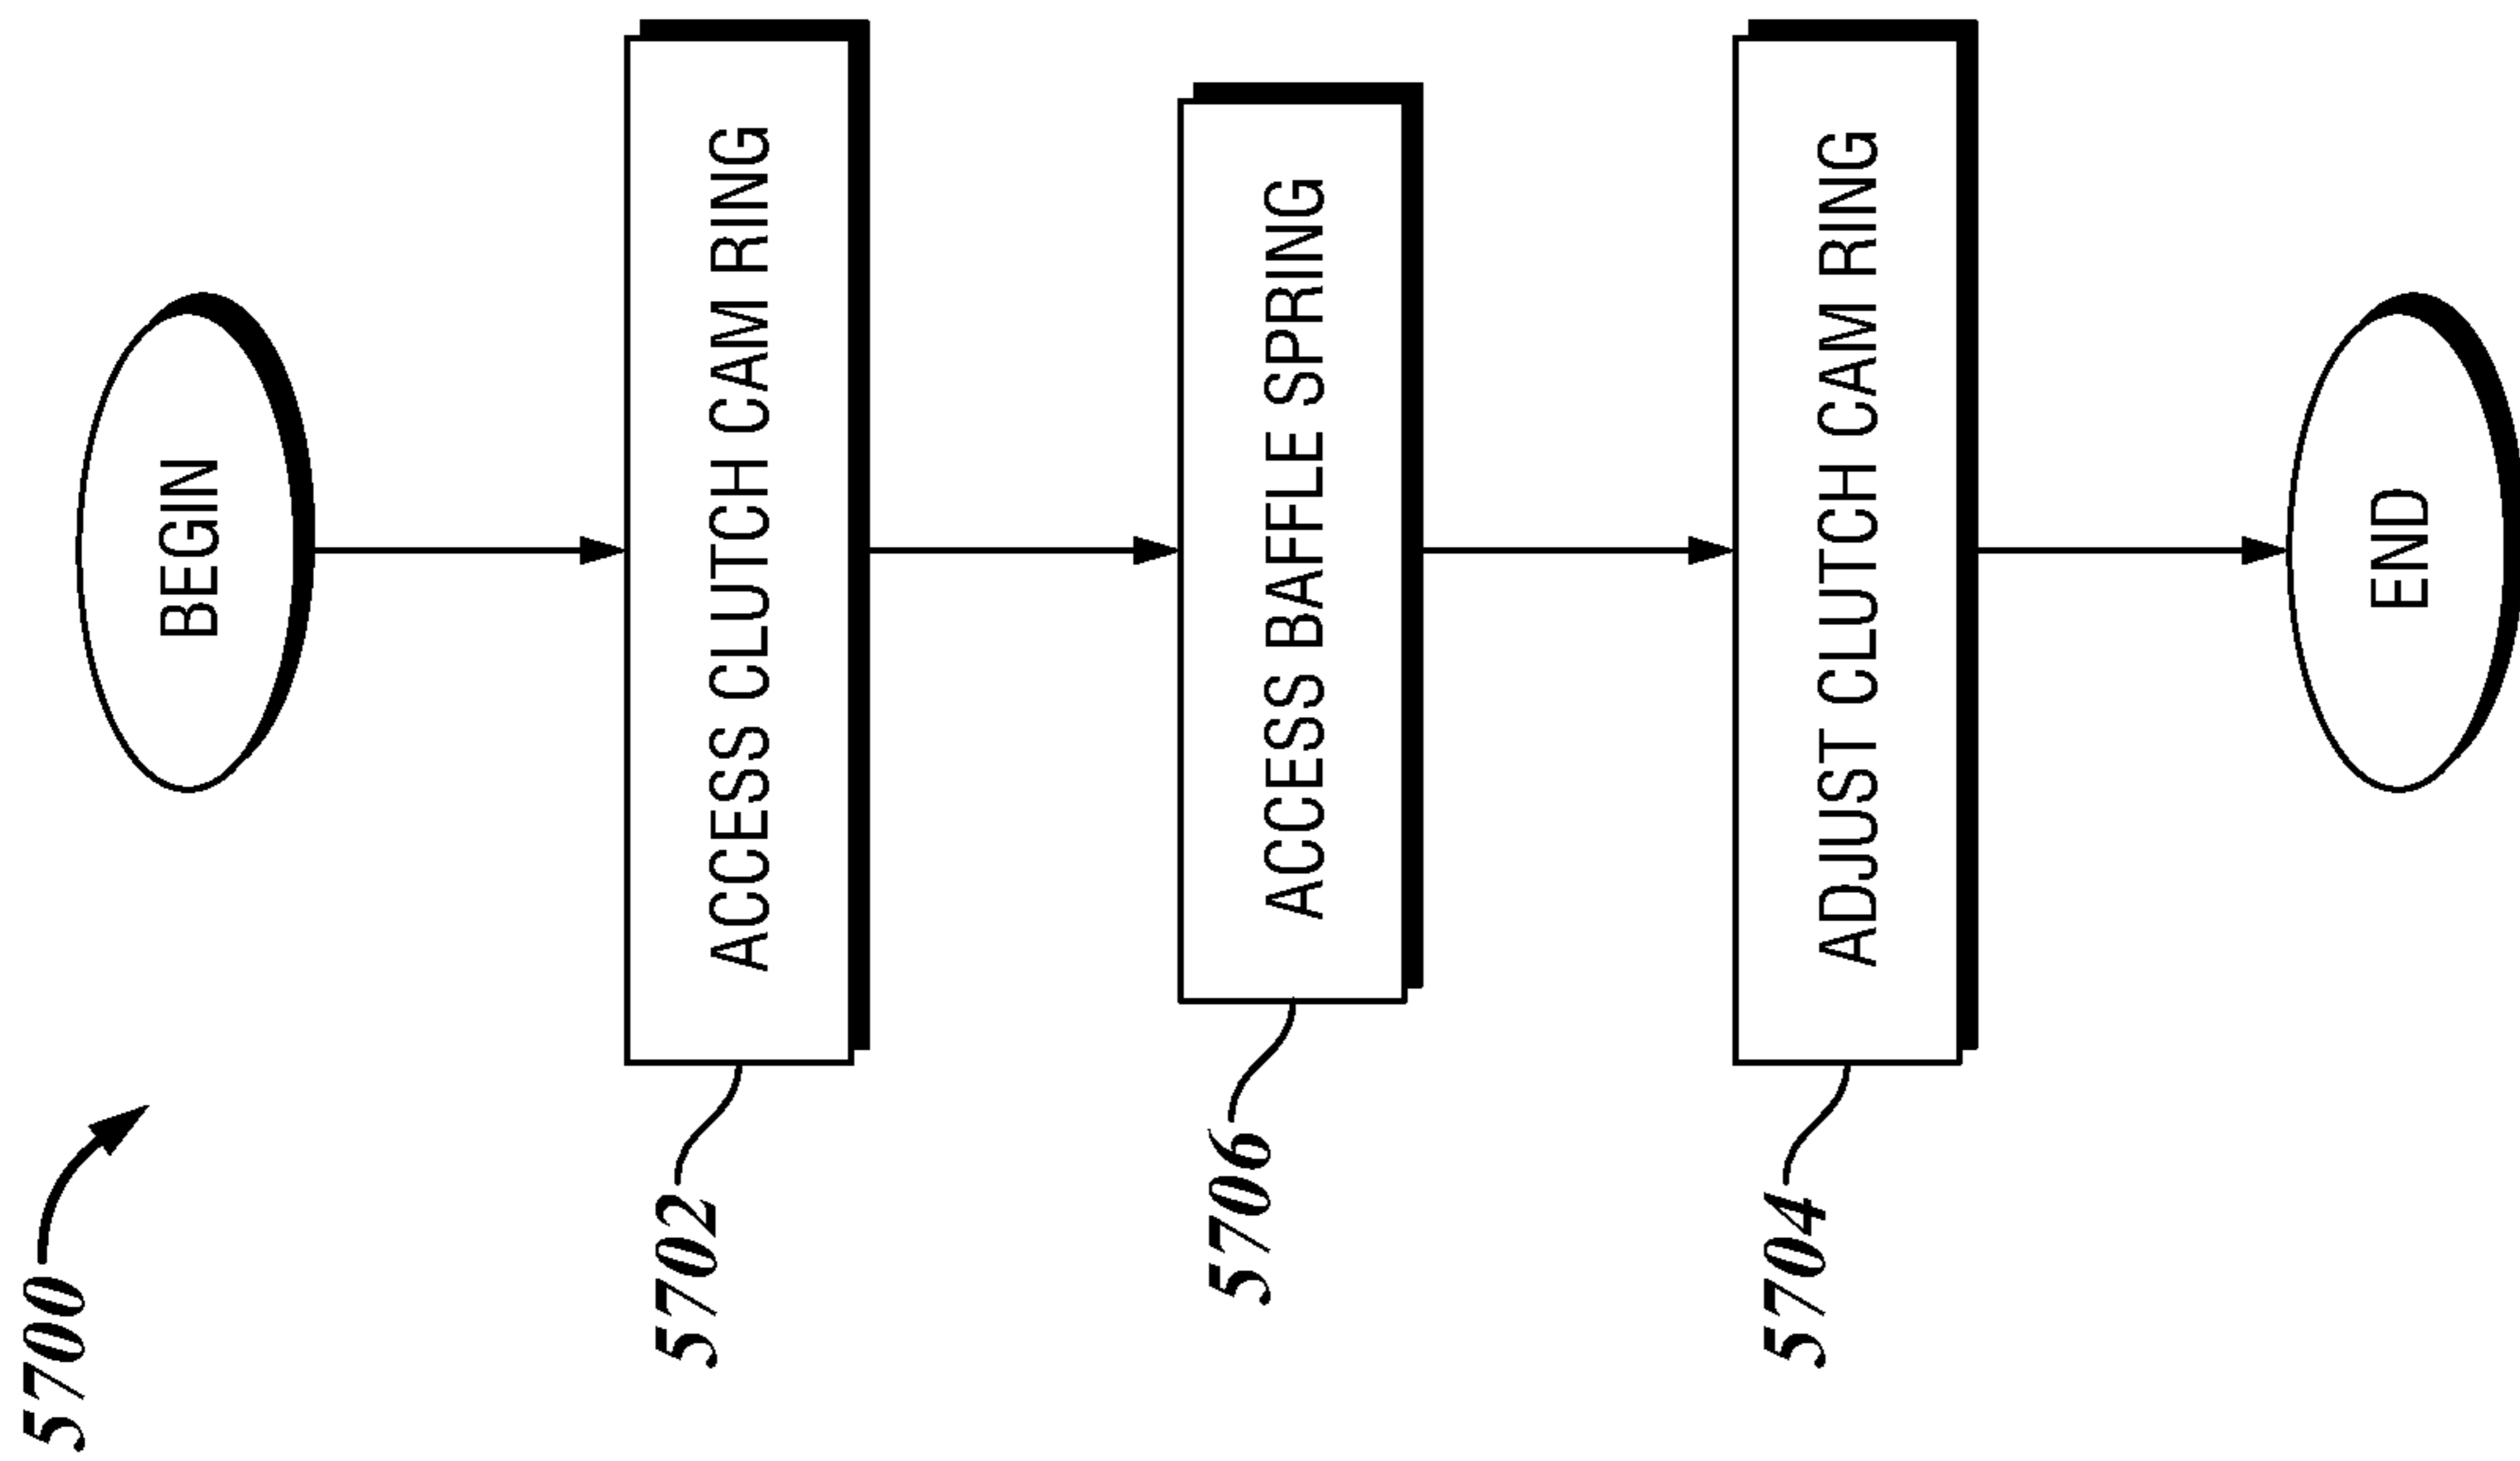 5700
BEGIN
5702
ACCESS CLUTCH CAM RING
5706
ACCESS BAFFLE SPRING
5704
ADJUST CLUTCH CAM RING
END